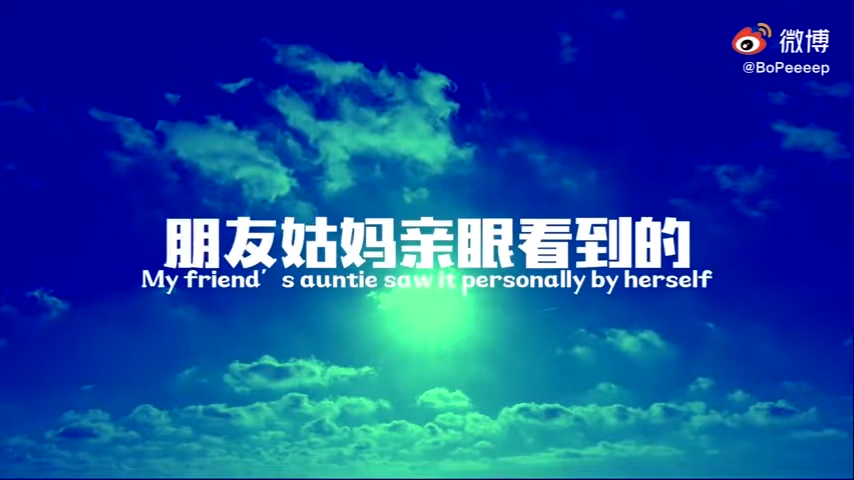 微博
@BoPeeeep
朋友姑妈亲眼看到的
My friend's auntie saw it personally by herself